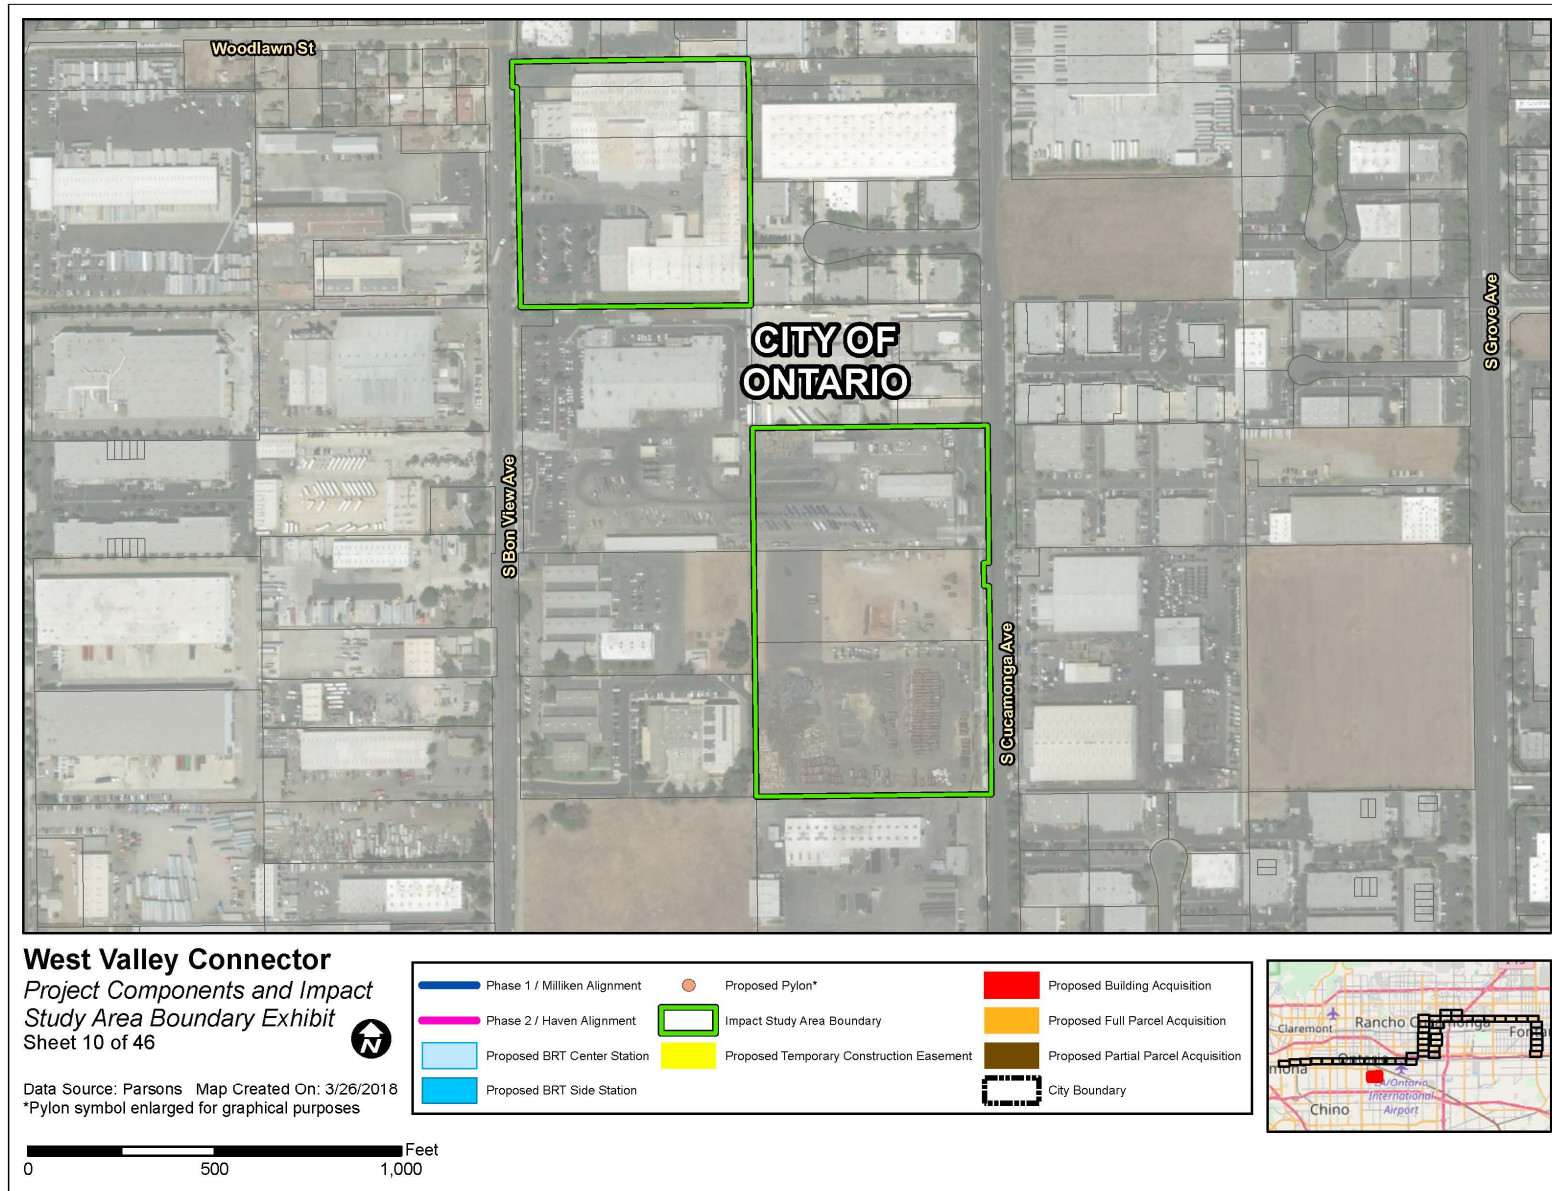 Woodlawn St
CITY OF
ONTARIO
S Grove Ave
S Bon View Ave
S Cucamonga Ave
West Valley Connector
Project Components and Impact
Study Area Boundary Exhibit
Sheet 10 of 46
N
Data Source: Parsons Map Created On: 3/26/2018
*Pylon symbol enlarged for graphical purposes
Feet
0 500 1,000
Phase 1 / Milliken Alignment
Phase 2 / Haven Alignment
Proposed BRT Center Station
Proposed BRT Side Station
Proposed Pylon*
Impact Study Area Boundary
Proposed Temporary Construction Easement
Proposed Building Acquisition
Proposed Full Parcel Acquisition
Proposed Partial Parcel Acquisition
City Boundary
Claremont
Ontario
Chino
International
Airport